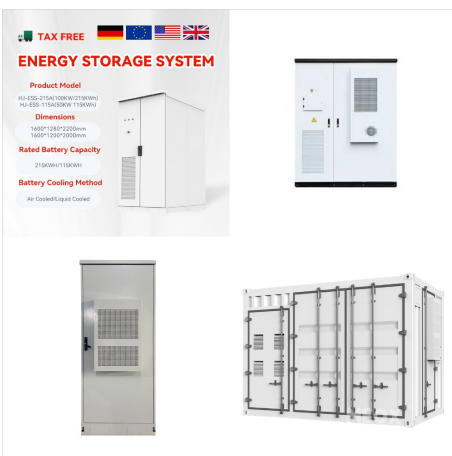 TAX FREE
ENERGY STORAGE SYSTEM
Product Model
HJ-ESS-215A(100KW/215KWh)
HJ-ESS-115A(50KW 115KWh)
Dimensions
1600*1280*2200mm
1600*1200*2000mm
Rated Battery Capacity
215KWH/115KWH
Battery Cooling Method
Air Cooled/Liquid Cooled